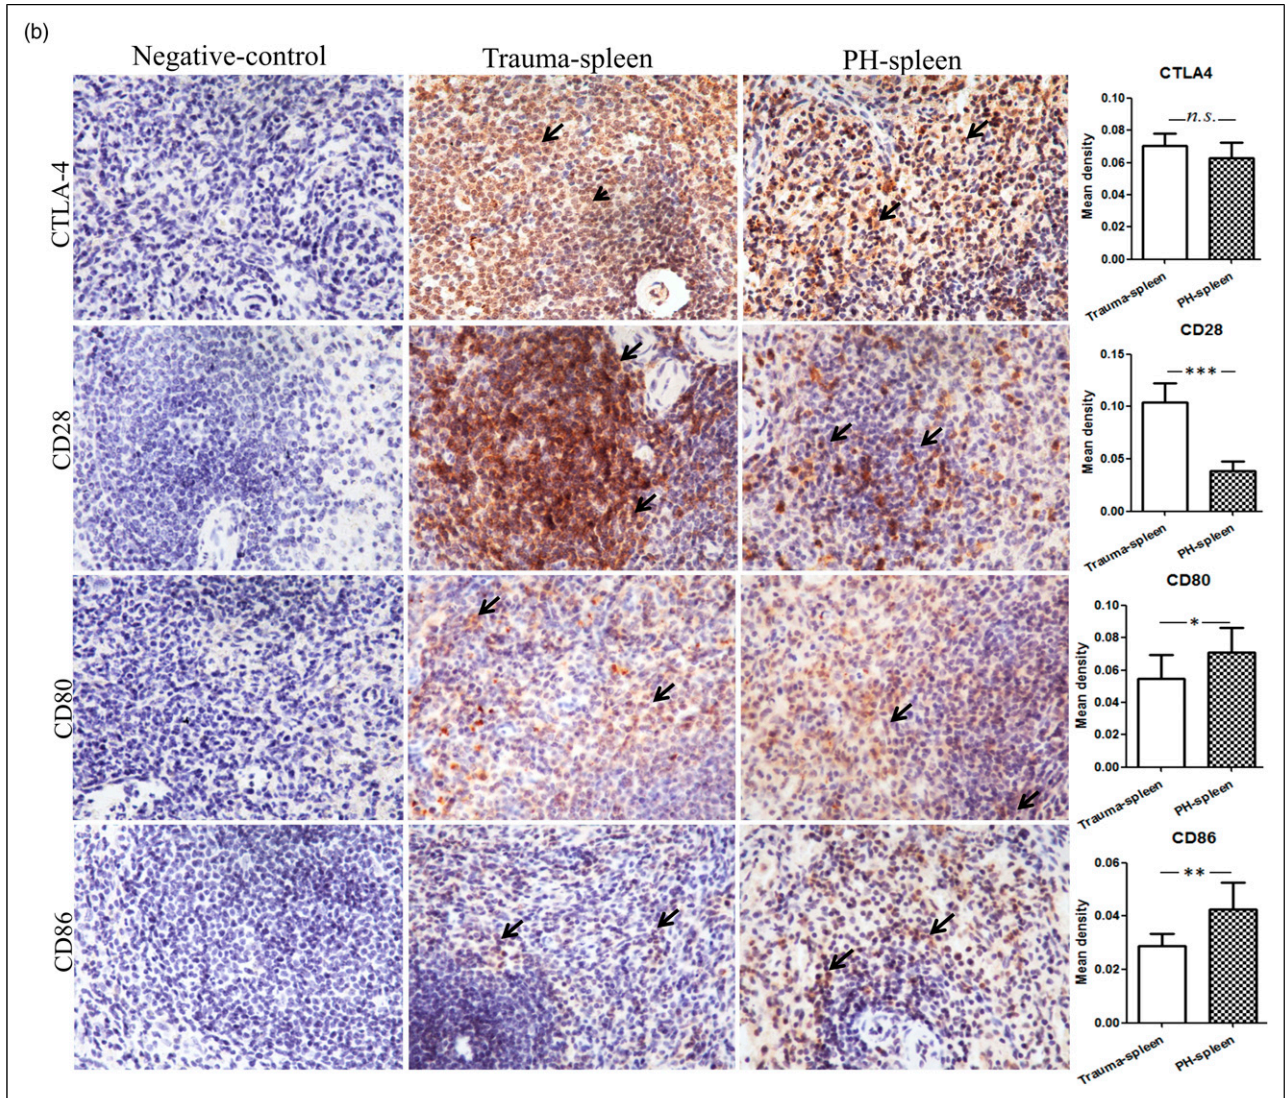 (b)
Negative-control
Trauma-spleen
PH-spleen
CTLA-4
CTLA4
Mean density
0.10
0.08
0.06
0.04
0.02
0.00
n.s.
Trauma-spleen
PH-spleen
CD28
CD28
Mean density
0.15
0.10
0.05
0.00
***
Trauma-spleen
PH-spleen
CD80
CD80
Mean density
0.10
0.08
0.06
0.04
0.02
0.00
*
Trauma-spleen
PH-spleen
CD86
CD86
Mean density
0.06
0.04
0.02
0.00
**
Trauma-spleen
PH-spleen